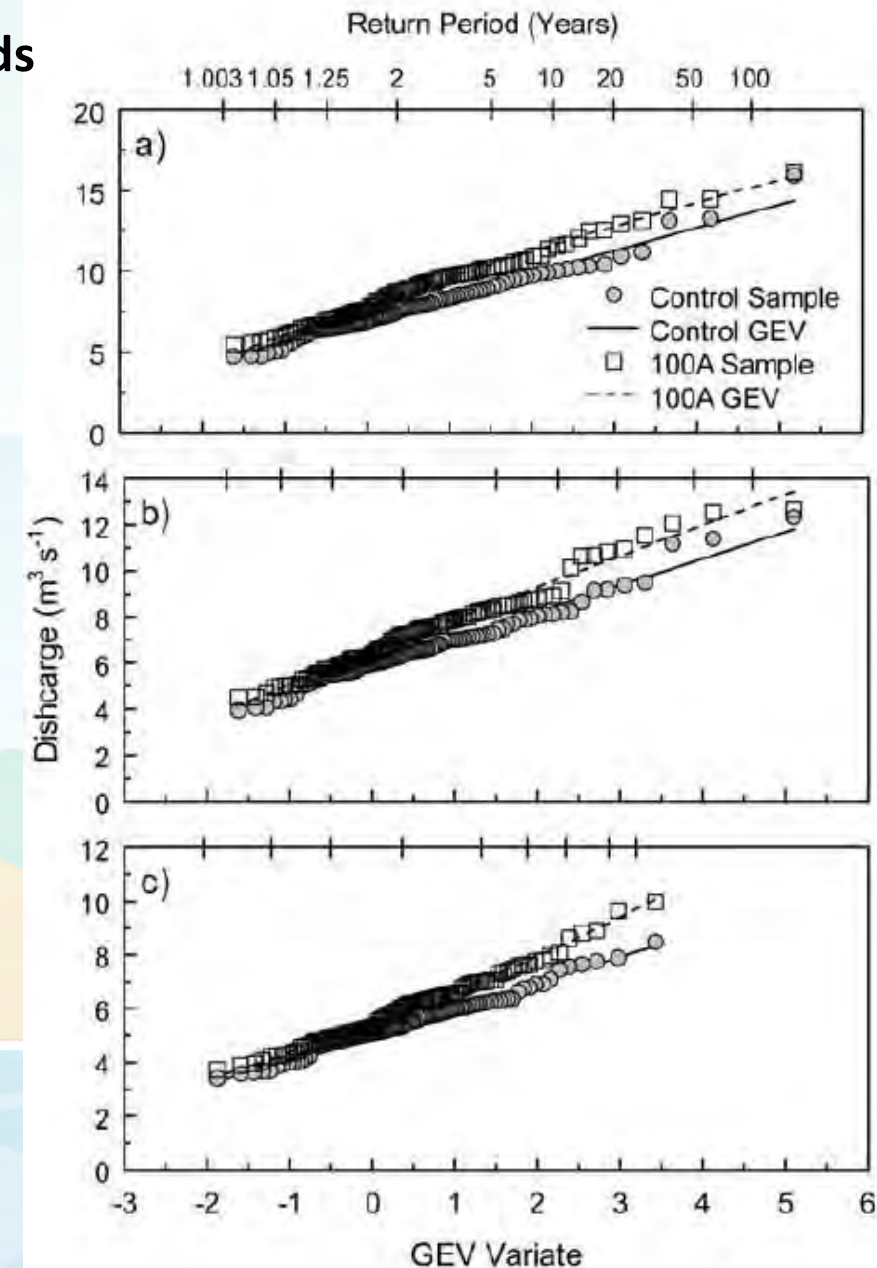 ds
Return Period (Years)
1.003 1.05 1.25 2 5 10 20 50 100
20
15
10
5
0
a)
Control Sample
Control GEV
100A Sample
100A GEV
14
12
10
8
6
4
2
0
b)
Dishcarge (m³ s⁻¹)
12
10
8
6
4
2
0
c)
-3 -2 -1 0 1 2 3 4 5 6
GEV Variate